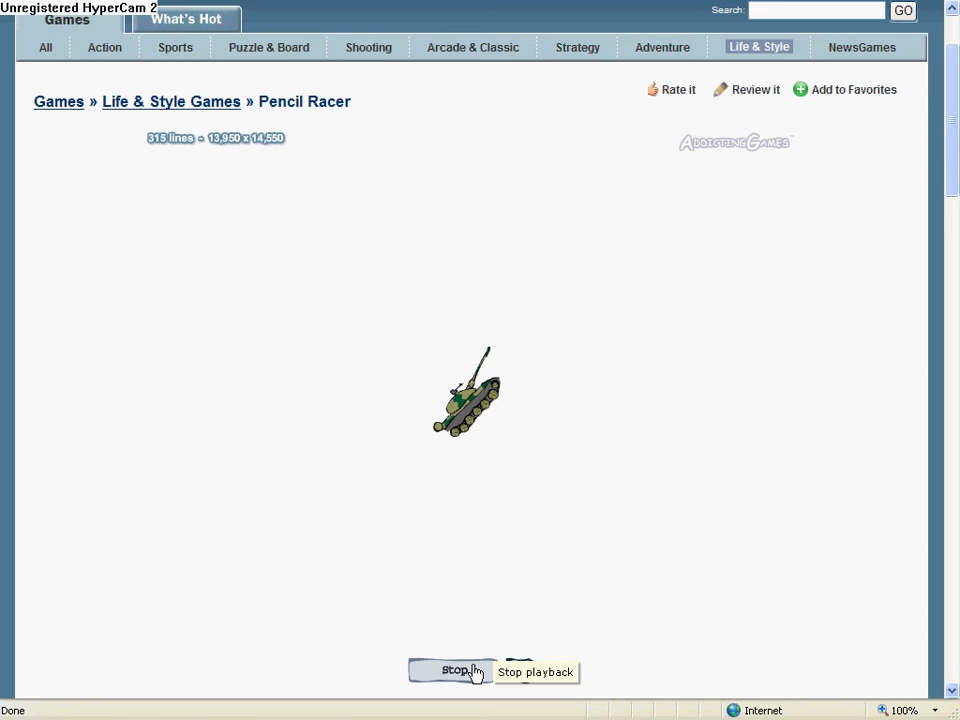 Unregistered HyperCam 2
Games What's Hot Search: GO
All Action Sports Puzzle & Board Shooting Arcade & Classic Strategy Adventure Life & Style NewsGames
Rate it Review it Add to Favorites
Games » Life & Style Games » Pencil Racer
315 lines - 13,950 x 14,550 ADDICTINGGAMES
Stop Stop playback
Done Internet 100%